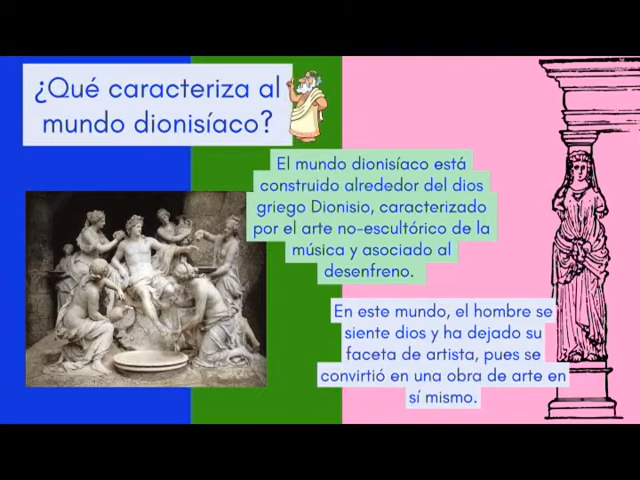 ¿Qué caracteriza al
mundo dionisíaco?
El mundo dionisíaco está
construido alrededor del dios
griego Dionisio, caracterizado
por el arte no-escultórico de la
música y asociado al
desenfreno.
En este mundo, el hombre se
siente dios y ha dejado su
faceta de artista, pues se
convirtió en una obra de arte en
sí mismo.